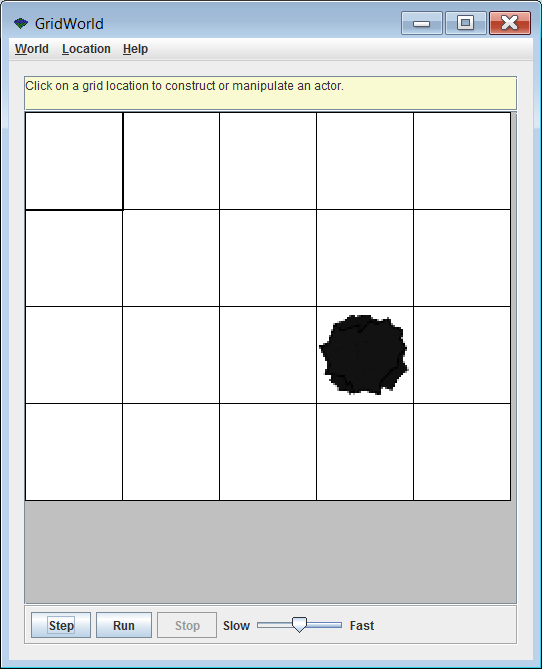 GridWorld
World Location Help
Click on a grid location to construct or manipulate an actor.
Step Run Stop Slow Fast